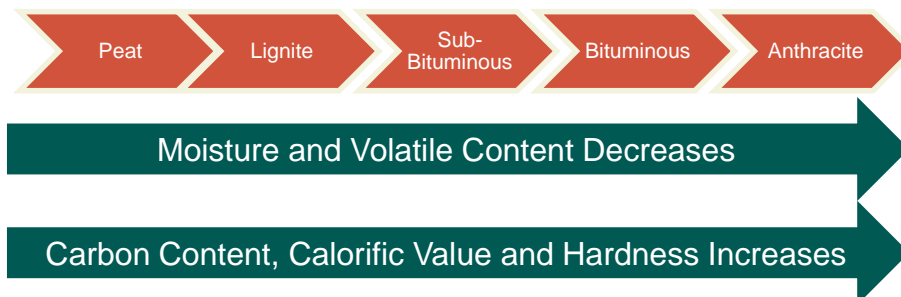 Peat
Lignite
Sub-
Bituminous
Bituminous
Anthracite
Moisture and Volatile Content Decreases
Carbon Content, Calorific Value and Hardness Increases